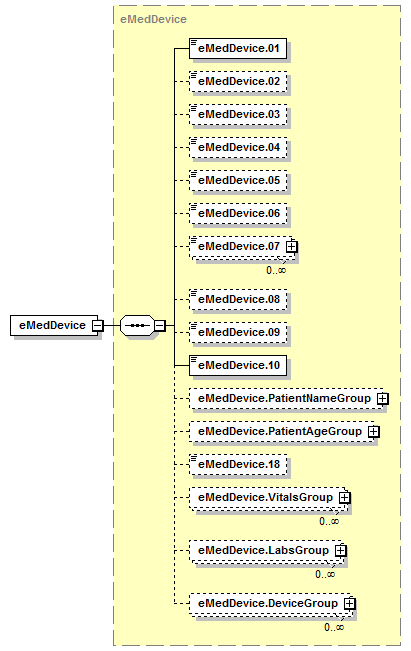 eMedDevice
eMedDevice.01
eMedDevice.02
eMedDevice.03
eMedDevice.04
eMedDevice.05
eMedDevice.06
eMedDevice.07
0..∞
eMedDevice.08
eMedDevice
eMedDevice.09
eMedDevice.10
eMedDevice.PatientNameGroup
eMedDevice.PatientAgeGroup
eMedDevice.18
eMedDevice.VitalsGroup
0..∞
eMedDevice.LabsGroup
0..∞
eMedDevice.DeviceGroup
0..∞